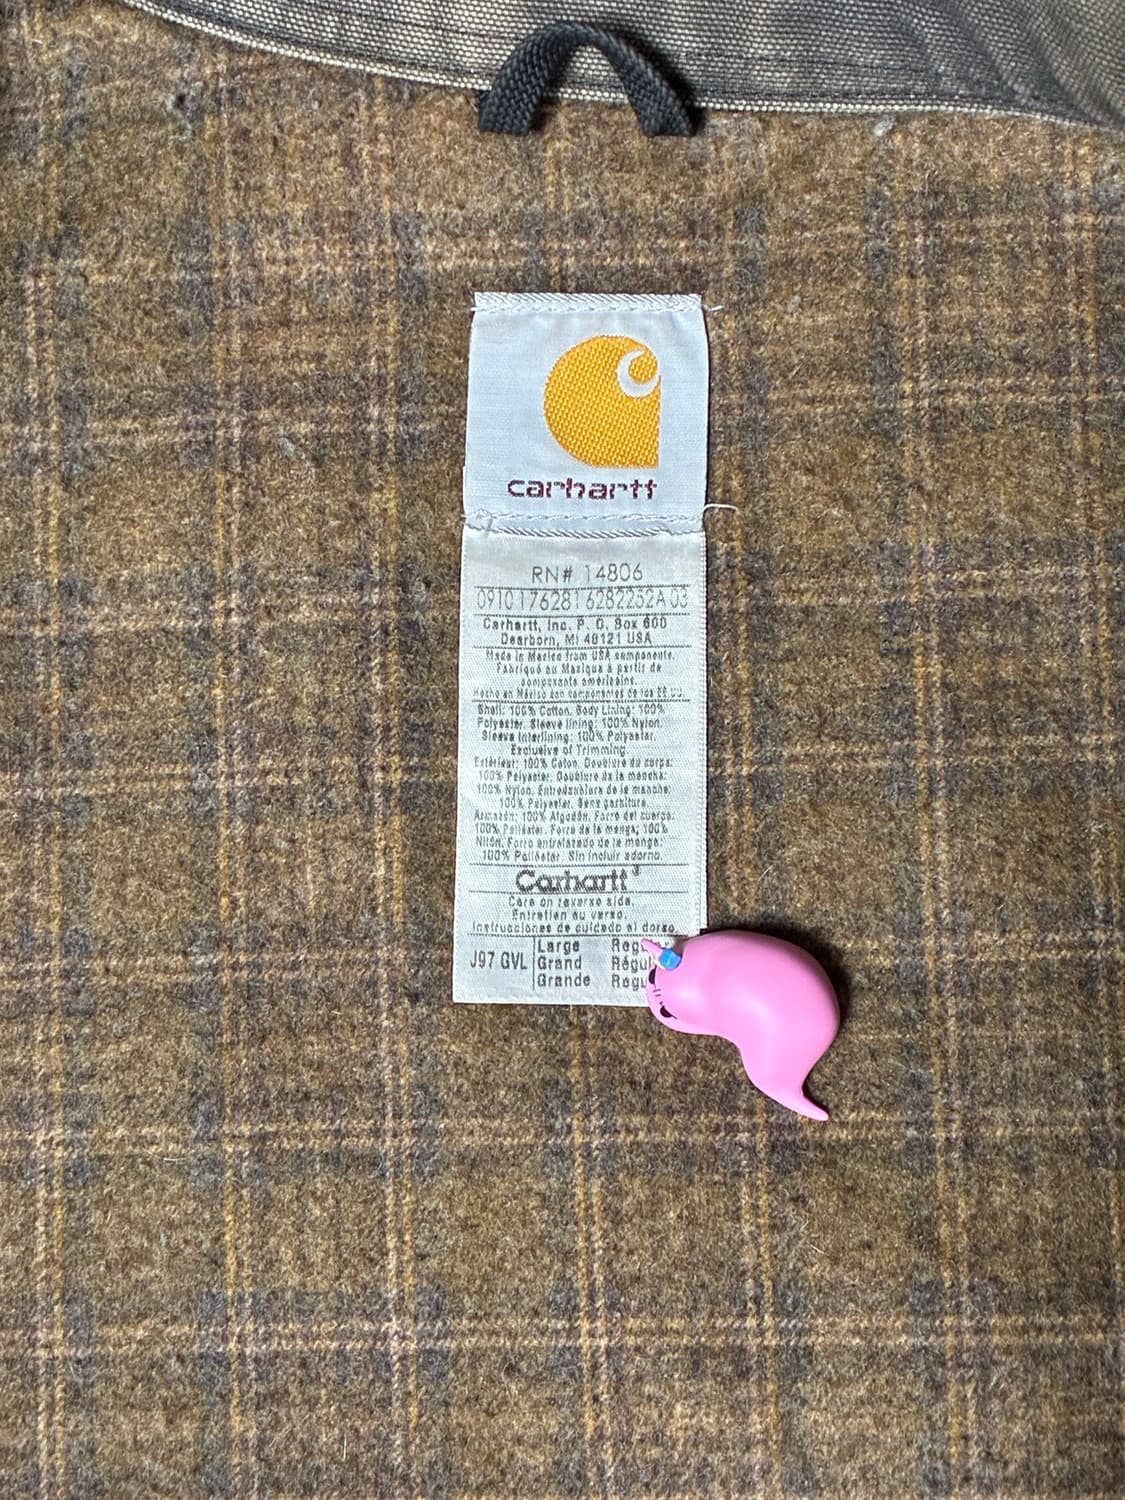 carhartt
RN# 14806
0910176281 6282252A 03
Carhartt, Inc. P. O. Box 600
Dearborn, MI 48121 USA
Made in Mexico from USA components.
Fabriqué au Mexique à partir de
composants américains.
Hecho en México con componentes de los EE.UU.
Shell: 100% Cotton. Body Lining: 100%
Polyester. Sleeve lining: 100% Nylon.
Sleeve Interlining: 100% Polyester.
Exclusive of Trimming.
Extérieur: 100% Coton. Doublure du corps:
100% Polyester. Doublure de la manche:
100% Nylon. Entredoublure de la manche:
100% Polyester. Sans garniture.
Armazón: 100% Algodón. Forro del cuerpo:
100% Poliéster. Forro de la manga: 100%
Nilón. Forro entrelazado de la manga:
100% Poliéster. Sin incluir adorno.
Carhartt®
Care on reverse side.
Entretien au verso.
Instrucciones de cuidado al dorso.
J97 GVL
Large
Grand
Grande